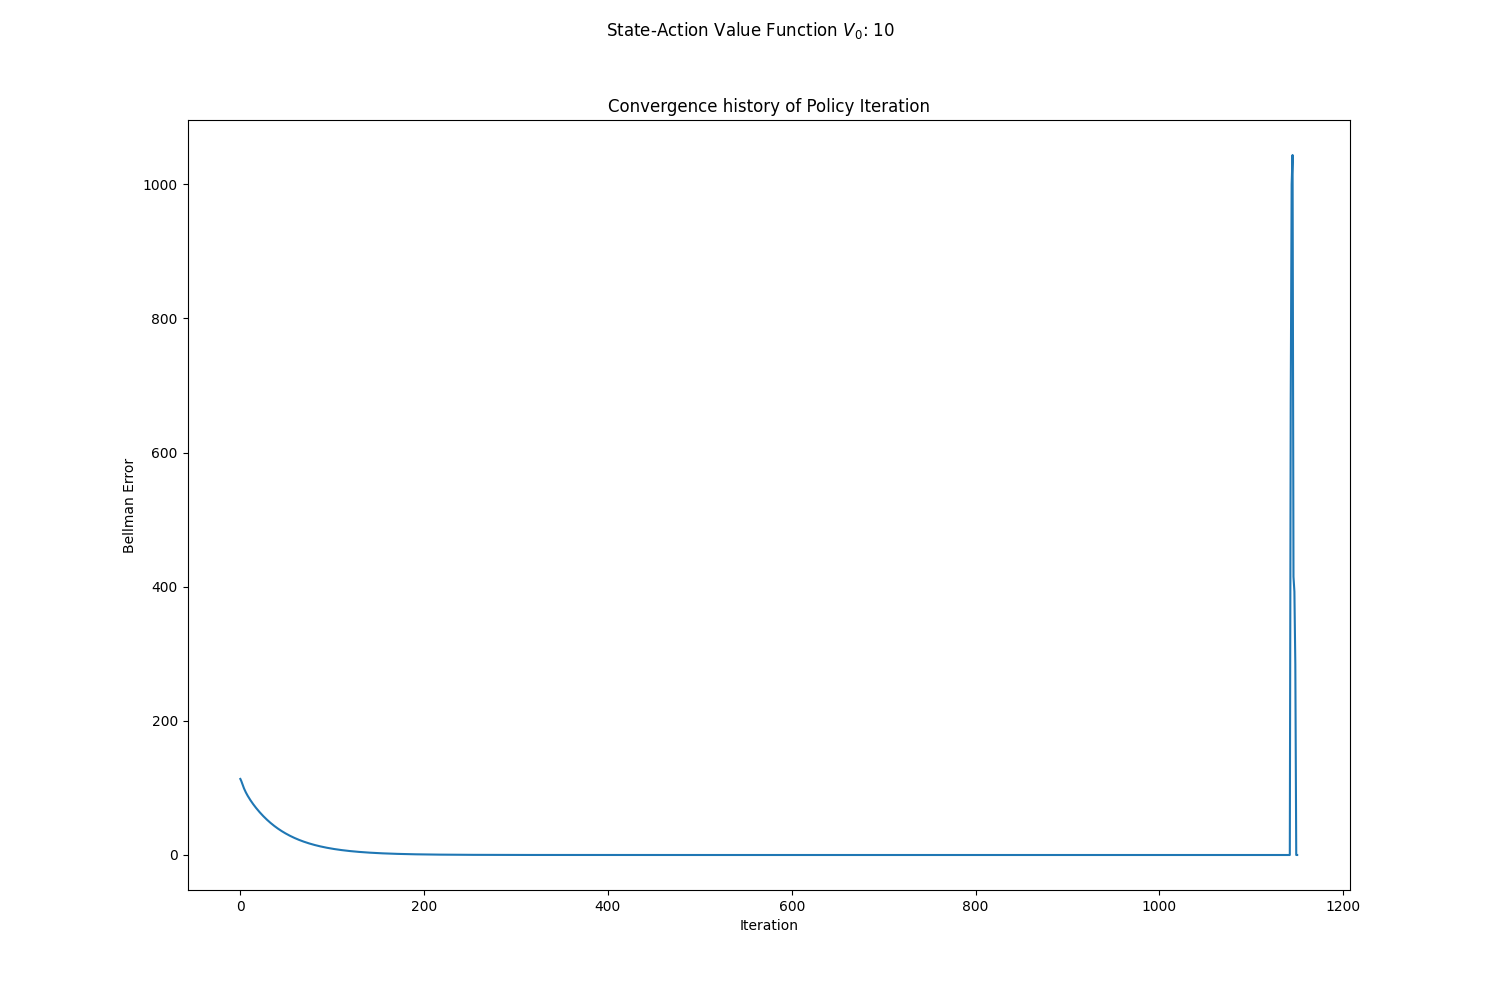 State-Action Value Function $V_0$: 10
Convergence history of Policy Iteration
1000
800
600
400
200
0
Bellman Error
0 200 400 600 800 1000 1200
Iteration